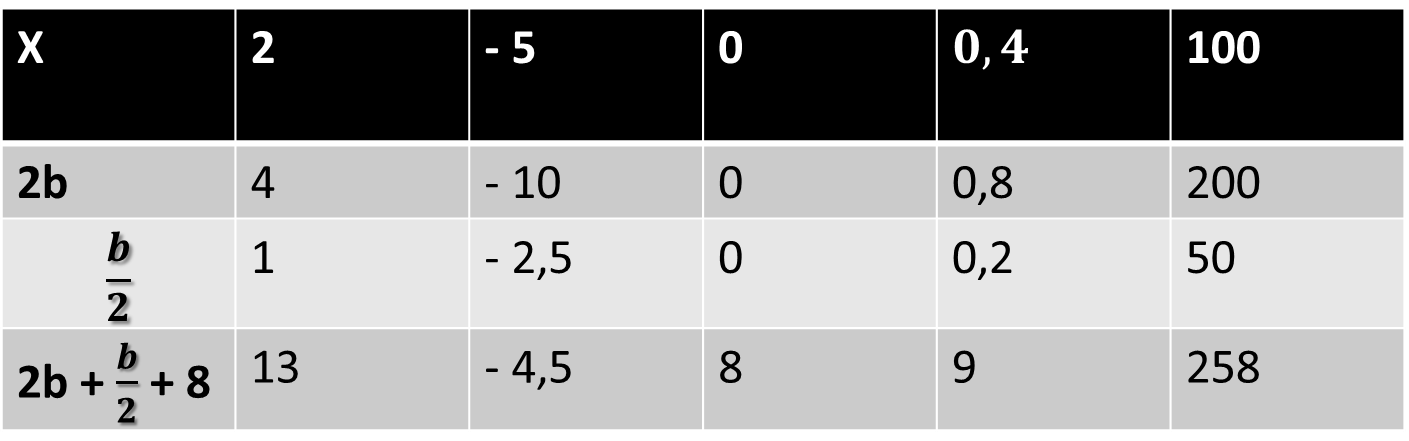 X 2 - 5 0 0, 4 100
2b 4 - 10 0 0,8 200
b/2 1 - 2,5 0 0,2 50
2b + b/2 + 8 13 - 4,5 8 9 258